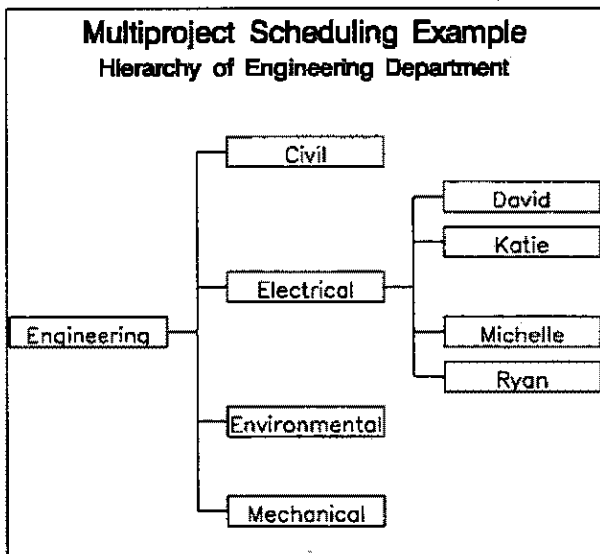 Multiproject Scheduling Example
Hierarchy of Engineering Department
Civil
David
Katie
Electrical
Engineering
Michelle
Ryan
Environmental
Mechanical